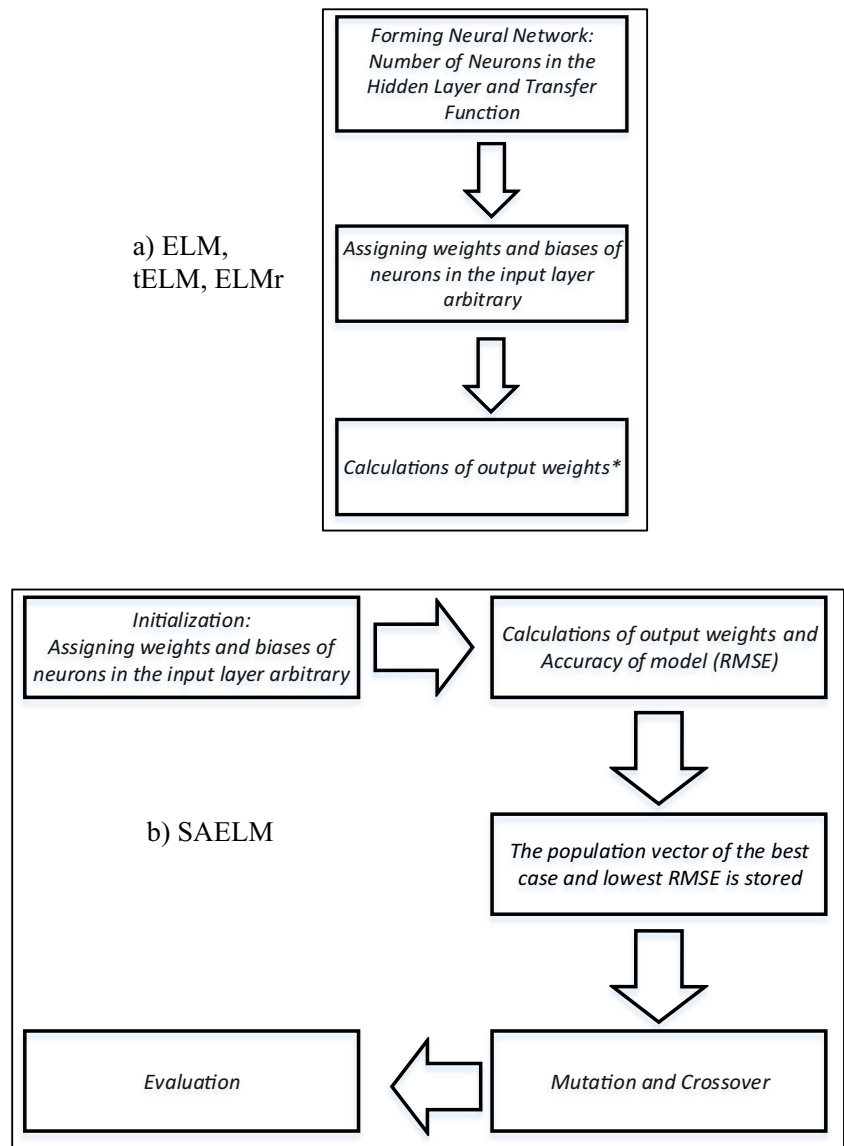 Forming Neural Network:
Number of Neurons in the
Hidden Layer and Transfer
Function
a) ELM,
tELM, ELMr
Assigning weights and biases of
neurons in the input layer
arbitrary
Calculations of output weights*
Initialization:
Assigning weights and biases of
neurons in the input layer arbitrary
Calculations of output weights and
Accuracy of model (RMSE)
b) SAELM
The population vector of the best
case and lowest RMSE is stored
Evaluation
Mutation and Crossover